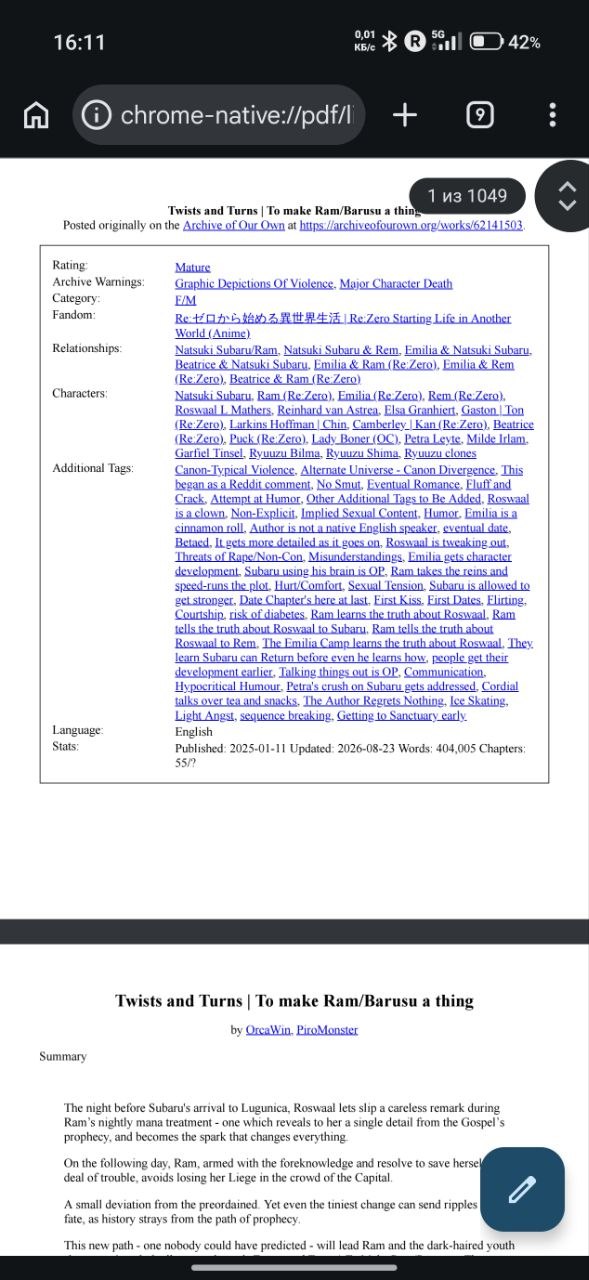 16:11
0,01 КБ/с R 5G 42%
chrome-native://pdf/li
9
1 из 1049
Twists and Turns | To make Ram/Barusu a thing
Posted originally on the Archive of Our Own at https://archiveofourown.org/works/62141503.
Rating: Mature
Archive Warnings: Graphic Depictions Of Violence, Major Character Death
Category: F/M
Fandom: Re:ゼロから始める異世界生活 | Re:Zero Starting Life in Another
World (Anime)
Relationships: Natsuki Subaru/Ram, Natsuki Subaru & Rem, Emilia & Natsuki Subaru,
Beatrice & Natsuki Subaru, Emilia & Ram (Re:Zero), Emilia & Rem
(Re:Zero), Beatrice & Ram (Re:Zero)
Characters: Natsuki Subaru, Ram (Re:Zero), Emilia (Re:Zero), Rem (Re:Zero),
Roswaal L Mathers, Reinhard van Astrea, Elsa Granhiert, Gaston | Ton
(Re:Zero), Larkins Hoffman | Chin, Camberley | Kan (Re:Zero), Beatrice
(Re:Zero), Puck (Re:Zero), Lady Boner (OC), Petra Leyte, Milde Irlam,
Garfiel Tinsel, Ryuuzu Bilma, Ryuuzu Shima, Ryuuzu clones
Additional Tags: Canon-Typical Violence, Alternate Universe - Canon Divergence, This
began as a Reddit comment, No Smut, Eventual Romance, Fluff and
Crack, Attempt at Humor, Other Additional Tags to Be Added, Roswaal
is a clown, Non-Explicit, Implied Sexual Content, Humor, Emilia is a
cinnamon roll, Author is not a native English speaker, eventual date,
Betaed, It gets more detailed as it goes on, Roswaal is tweaking out,
Threats of Rape/Non-Con, Misunderstandings, Emilia gets character
development, Subaru using his brain is OP, Ram takes the reins and
speed-runs the plot, Hurt/Comfort, Sexual Tension, Subaru is allowed to
get stronger, Date Chapter's here at last, First Kiss, First Dates, Flirting,
Courtship, risk of diabetes, Ram learns the truth about Roswaal, Ram
tells the truth about Roswaal to Subaru, Ram tells the truth about
Roswaal to Rem, The Emilia Camp learns the truth about Roswaal, They
learn Subaru can Return before even he learns how, people get their
development earlier, Talking things out is OP, Communication,
Hypocritical Humour, Petra's crush on Subaru gets addressed, Cordial
talks over tea and snacks, The Author Regrets Nothing, Ice Skating,
Light Angst, sequence breaking, Getting to Sanctuary early
Language: English
Stats: Published: 2025-01-11 Updated: 2026-08-23 Words: 404,005 Chapters:
55/?
Twists and Turns | To make Ram/Barusu a thing
by OrcaWin, PiroMonster
Summary
The night before Subaru's arrival to Lugunica, Roswaal lets slip a careless remark during
Ram's nightly mana treatment - one which reveals to her a single detail from the Gospel's
prophecy, and becomes the spark that changes everything.
On the following day, Ram, armed with the foreknowledge and resolve to save hersel
deal of trouble, avoids losing her Liege in the crowd of the Capital.
A small deviation from the preordained. Yet even the tiniest change can send ripples
fate, as history strays from the path of prophecy.
This new path - one nobody could have predicted - will lead Ram and the dark-haired youth